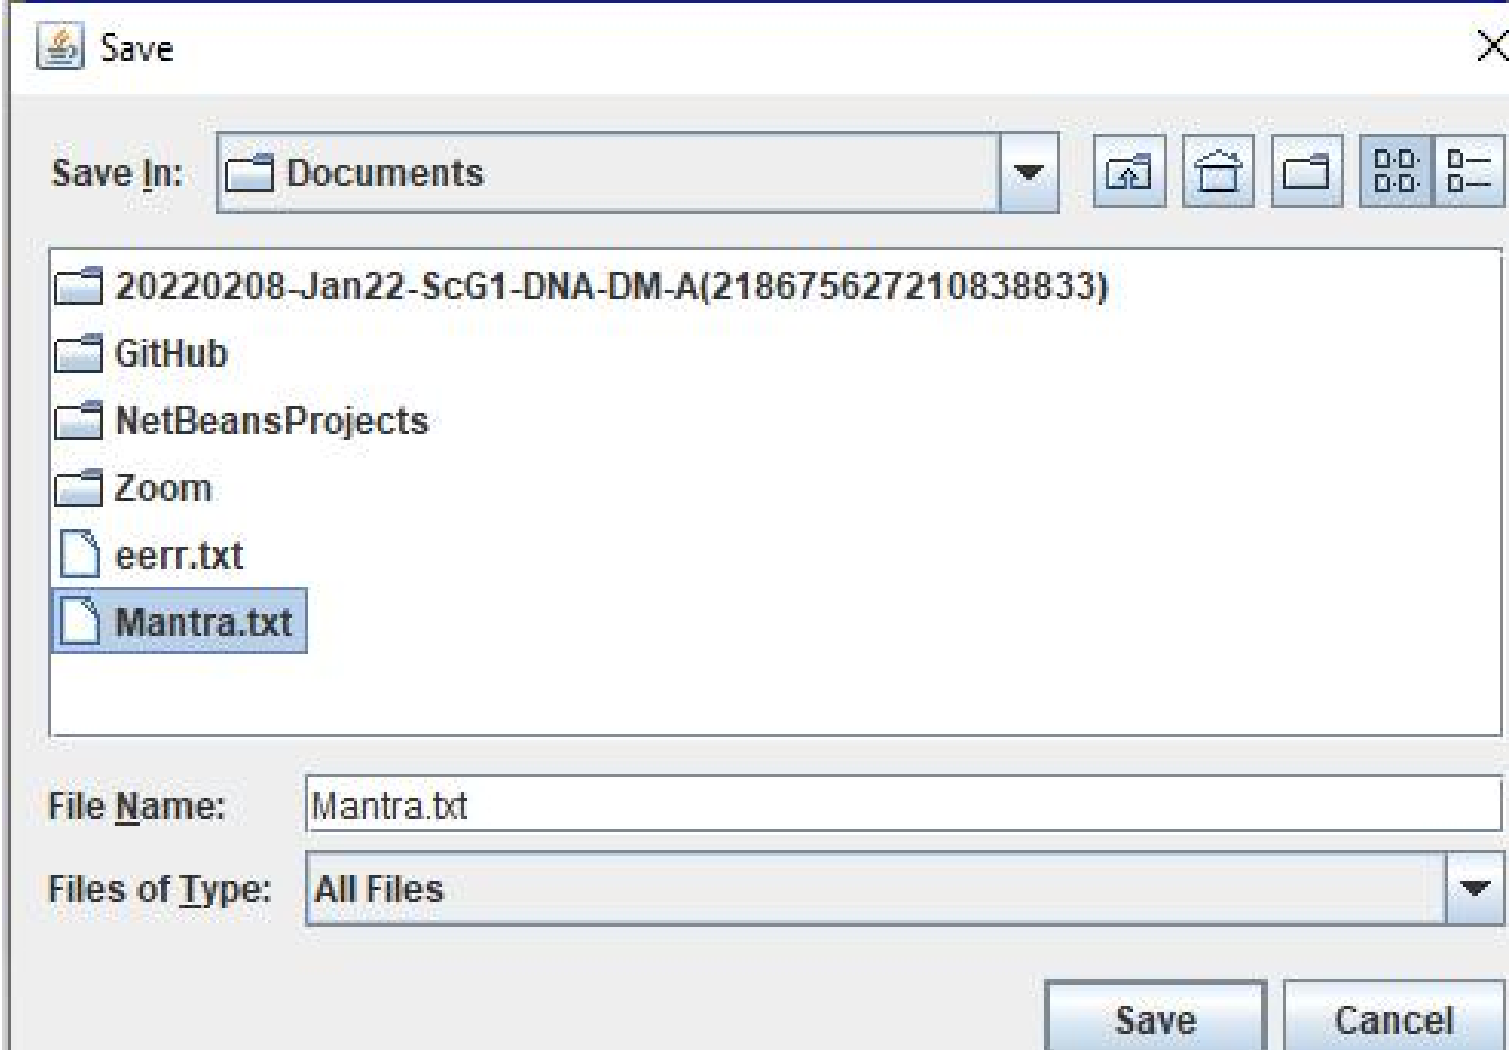 Save
Save In: Documents
20220208-Jan22-ScG1-DNA-DM-A(218675627210838833)
GitHub
NetBeansProjects
Zoom
eerr.txt
Mantra.txt
File Name: Mantra.txt
Files of Type: All Files
Save Cancel